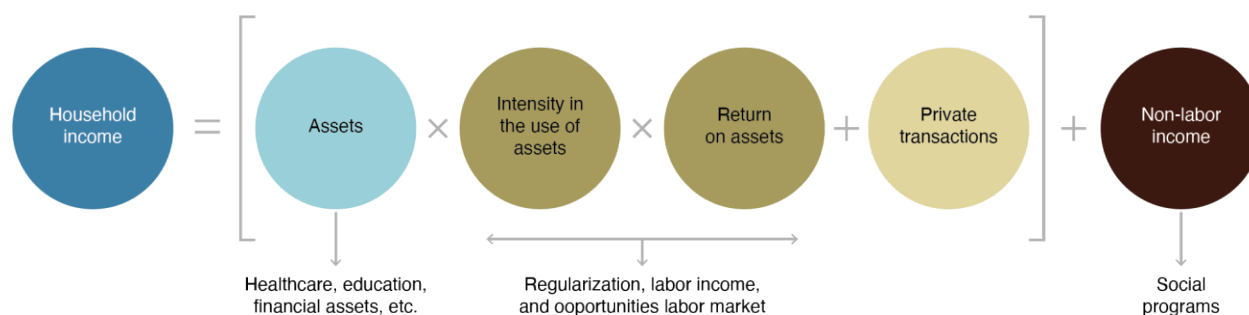 Household
income
=
Assets
×
Intensity in
the use of
assets
×
Return
on assets
+
Private
transactions
+
Non-labor
income
Healthcare, education,
financial assets, etc.
Regularization, labor income,
and ooportunities labor market
Social
programs